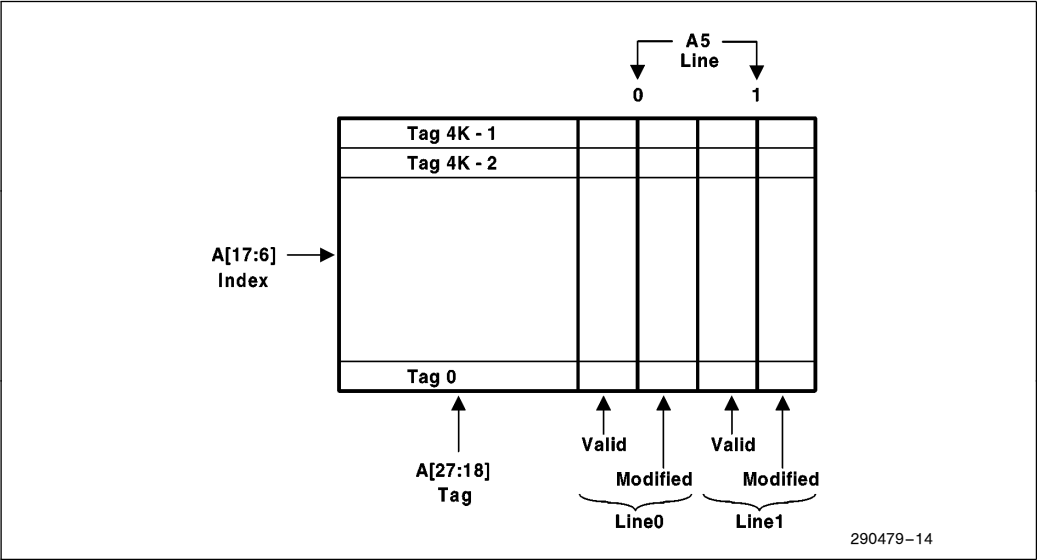 A5
Line
0 1
Tag 4K - 1
Tag 4K - 2
A[17:6]
Index
Tag 0
Valid Valid
A[27:18]
Tag
Modified Modified
Line0 Line1
290479-14